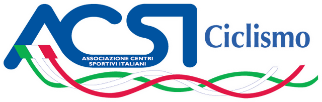 ACSI Ciclismo
ASSOCIAZIONE CENTRI
SPORTIVI ITALIANI